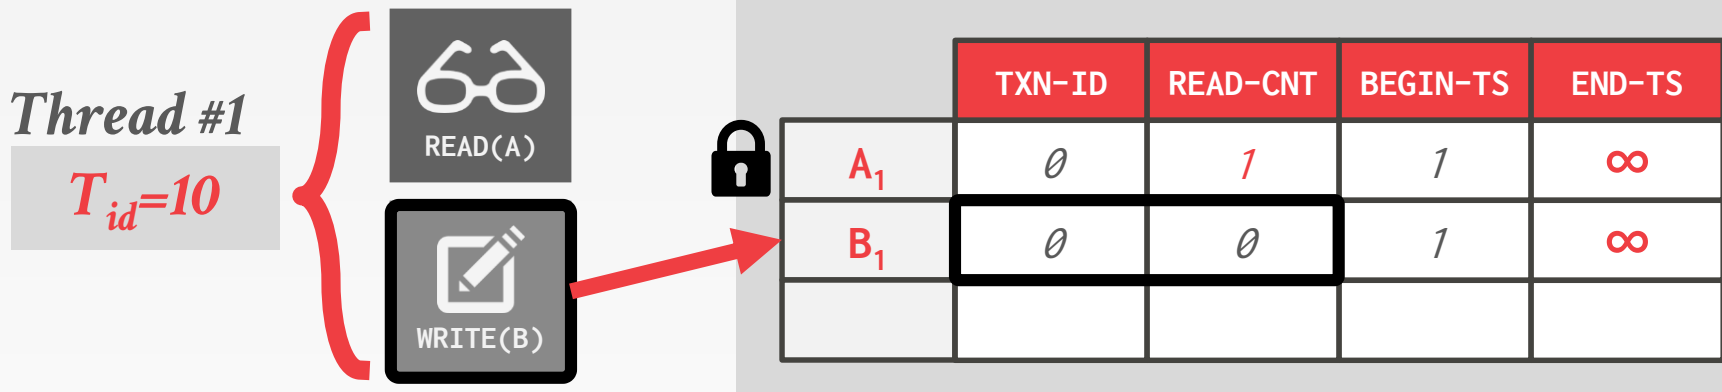 Thread #1
T_id=10
READ(A)
WRITE(B)
TXN-ID READ-CNT BEGIN-TS END-TS
A₁ 0 1 1 ∞
B₁ 0 0 1 ∞